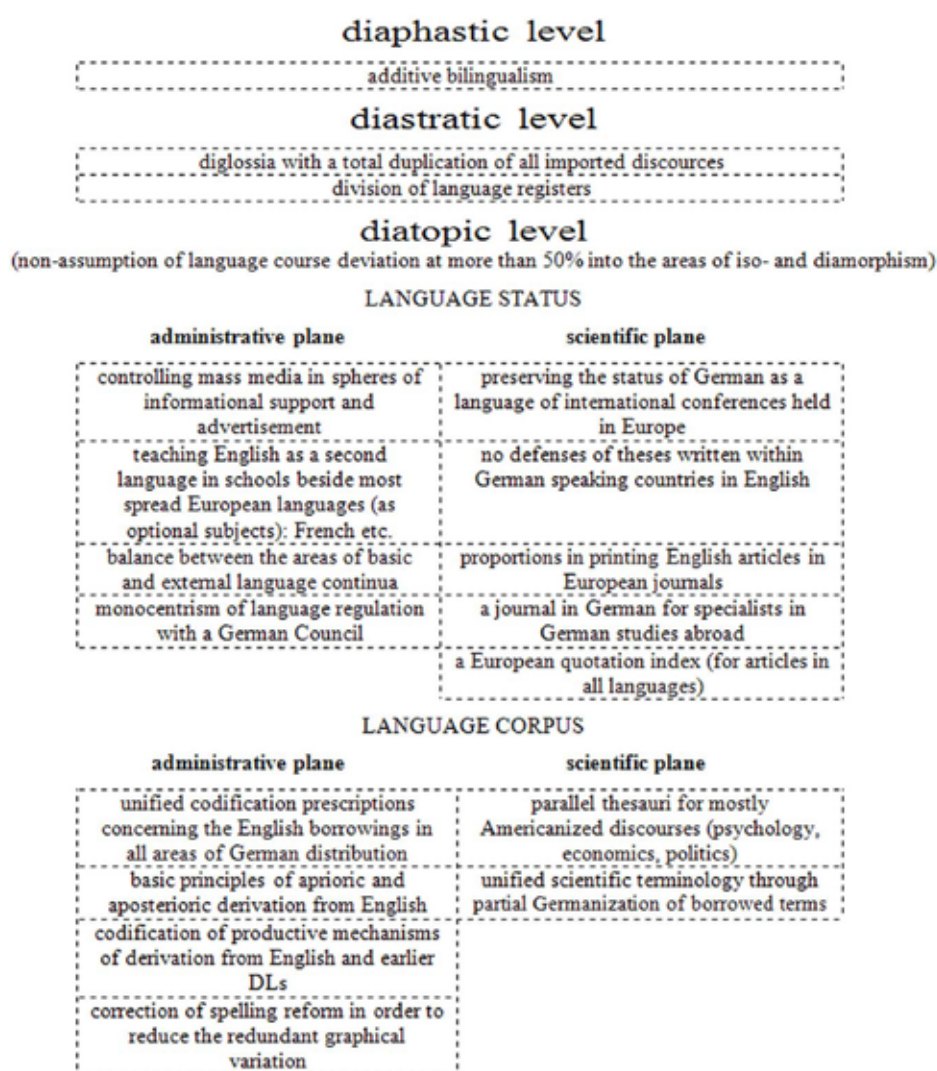 diaphastic level
additive bilingualism
diastratic level
diglossia with a total duplication of all imported discources
division of language registers
diatopic level
(non-assumption of language course deviation at more than 50% into the areas of iso- and diamorphism)
LANGUAGE STATUS
administrative plane
controlling mass media in spheres of
informational support and
advertisement
teaching English as a second
language in schools beside most
spread European languages (as
optional subjects): French etc.
balance between the areas of basic
and external language continua
monocentrism of language regulation
with a German Council
scientific plane
preserving the status of German as a
language of international conferences held
in Europe
no defenses of theses written within
German speaking countries in English
proportions in printing English articles in
European journals
a journal in German for specialists in
German studies abroad
a European quotation index (for articles in
all languages)
LANGUAGE CORPUS
administrative plane
unified codification prescriptions
concerning the English borrowings in
all areas of German distribution
basic principles of aprioric and
aposterioric derivation from English
codification of productive mechanisms
of derivation from English and earlier
DLs
correction of spelling reform in order to
reduce the redundant graphical
variation
scientific plane
parallel thesauri for mostly
Americanized discourses (psychology,
economics, politics)
unified scientific terminology through
partial Germanization of borrowed terms